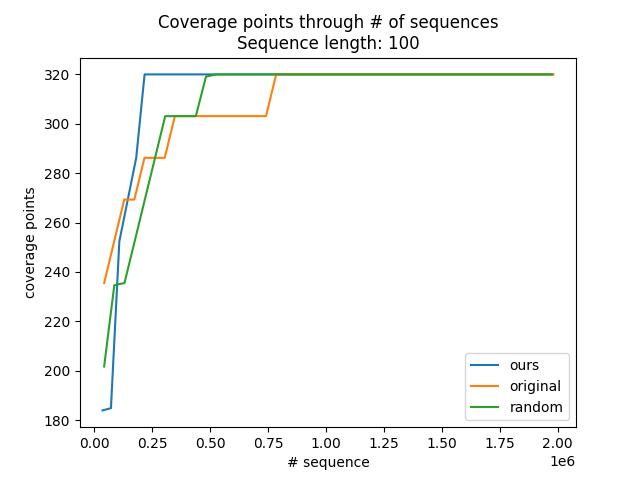 Coverage points through # of sequences
Sequence length: 100
320
300
280
260
240
220
200
180
coverage points
0.00 0.25 0.50 0.75 1.00 1.25 1.50 1.75 2.00
1e6
# sequence
ours
original
random